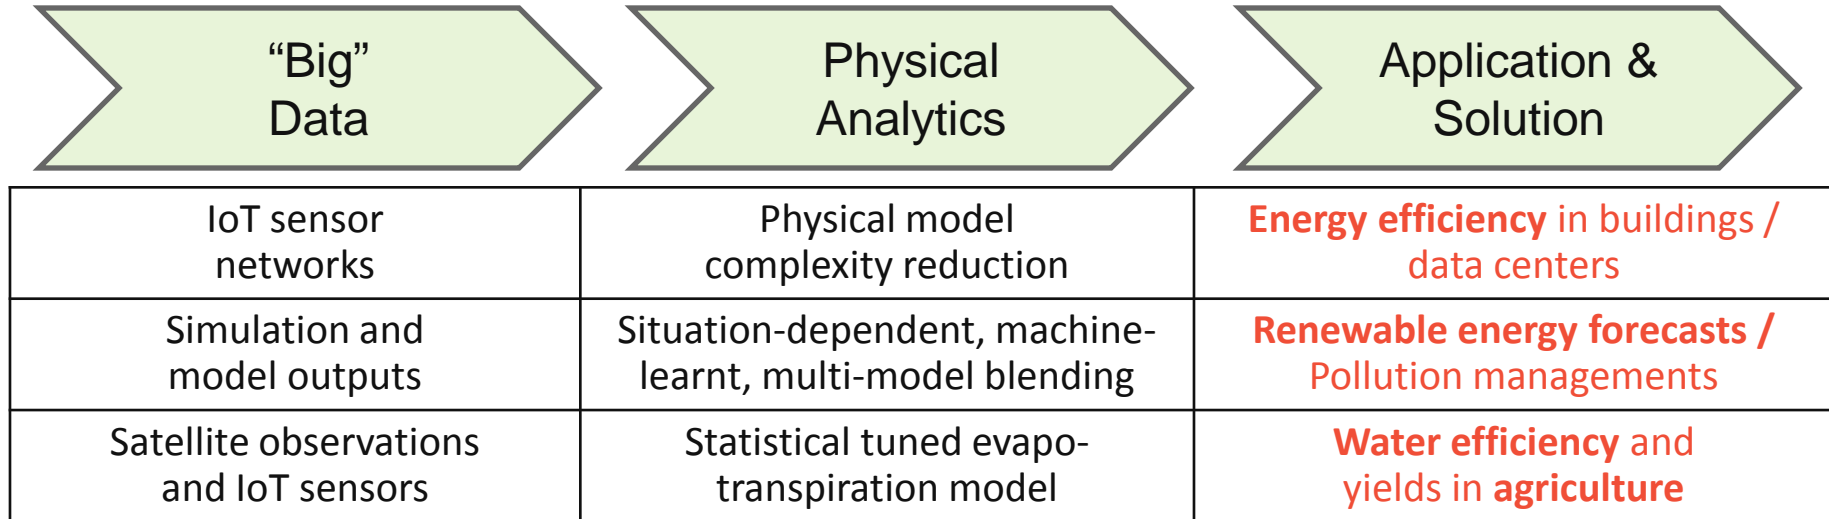 “Big”
Data
Physical
Analytics
Application &
Solution
IoT sensor
networks
Physical model
complexity reduction
Energy efficiency in buildings /
data centers
Simulation and
model outputs
Situation-dependent, machine-
learnt, multi-model blending
Renewable energy forecasts /
Pollution managements
Satellite observations
and IoT sensors
Statistical tuned evapo-
transpiration model
Water efficiency and
yields in agriculture